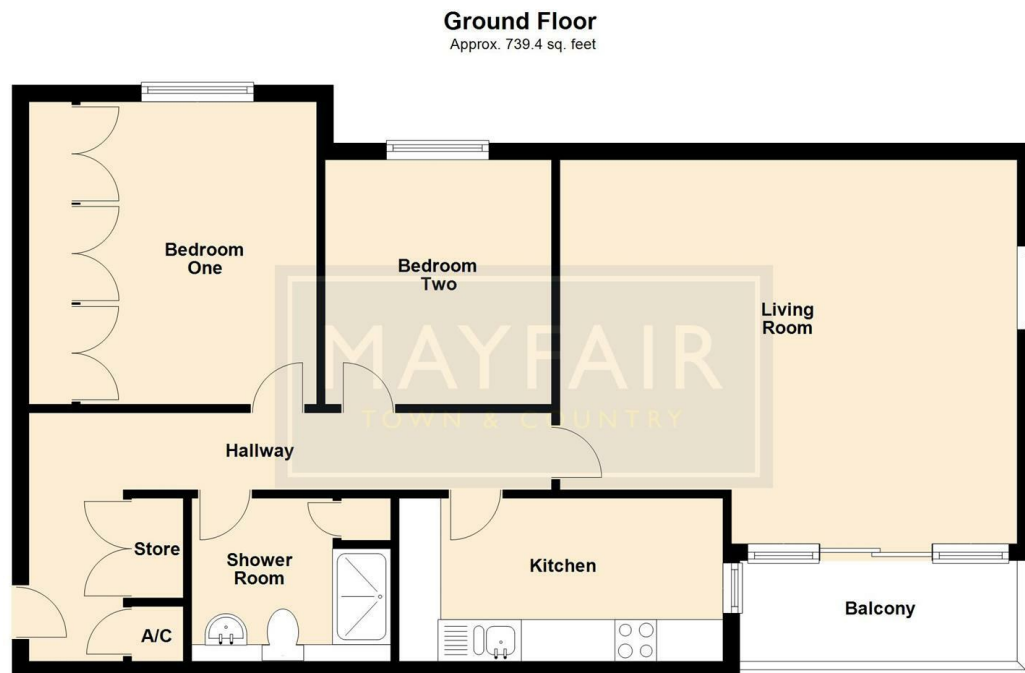 Ground Floor
Approx. 739.4 sq. feet
Bedroom
One
Bedroom
Two
Living
Room
MAYFAIR
TOWN & COUNTRY
Hallway
Store
Shower
Room
Kitchen
A/C
Balcony